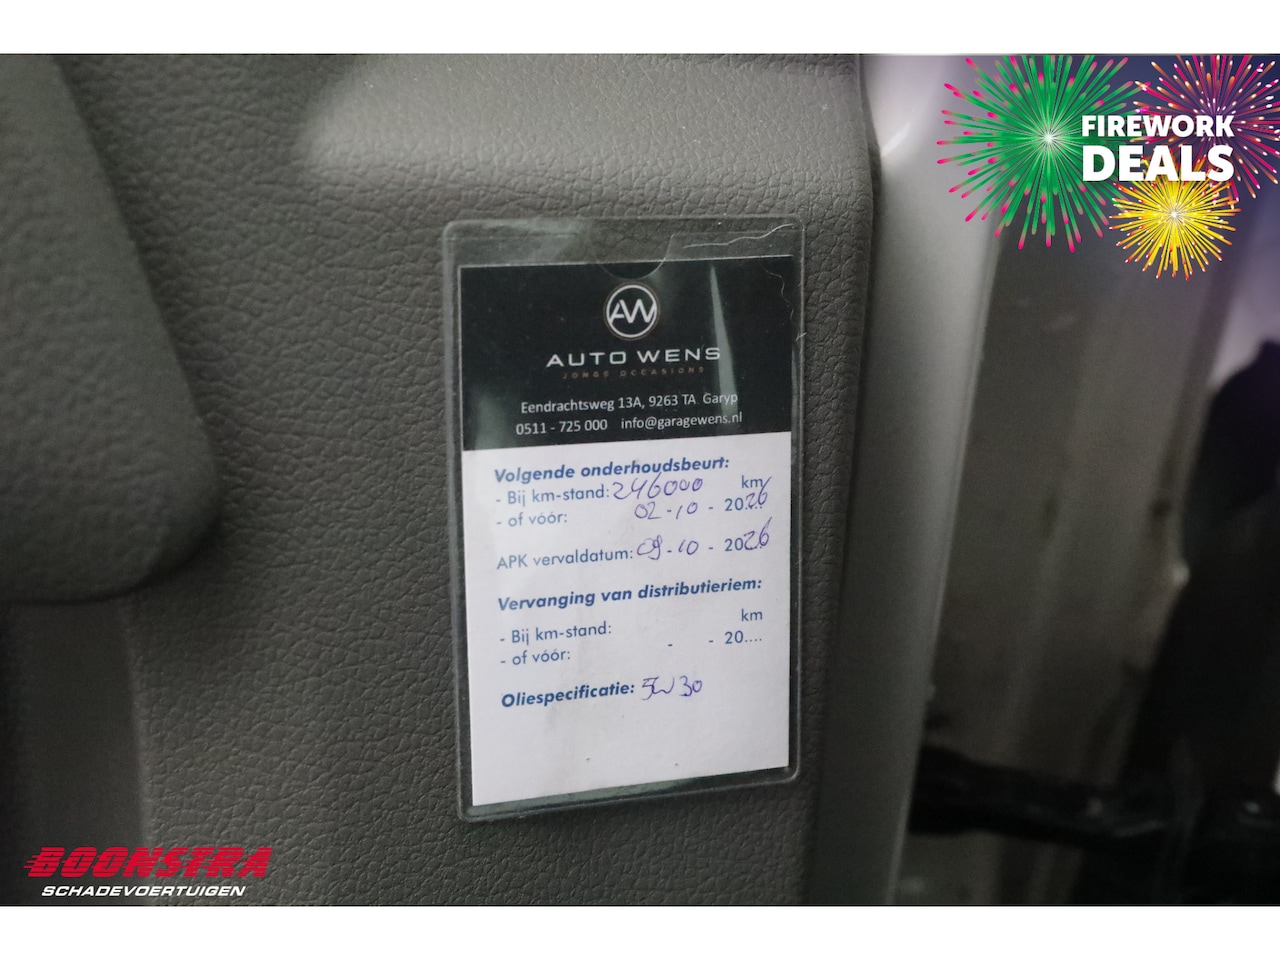 FIREWORK
DEALS
AW
AUTO WENS
JONGE OCCASIONS
Eendrachtsweg 13A, 9263 TA Garyp
0511 - 725 000 info@garagewens.nl
Volgende onderhoudsbeurt:
- Bij km-stand: 246000 km
- of vóór: 02-10 - 2026
APK vervaldatum: 09-10 - 2026
Vervanging van distributieriem:
- Bij km-stand: km
- of vóór: - - 20....
Oliespecificatie: 5W30
BOONSTRA
SCHADEVOERTUIGEN